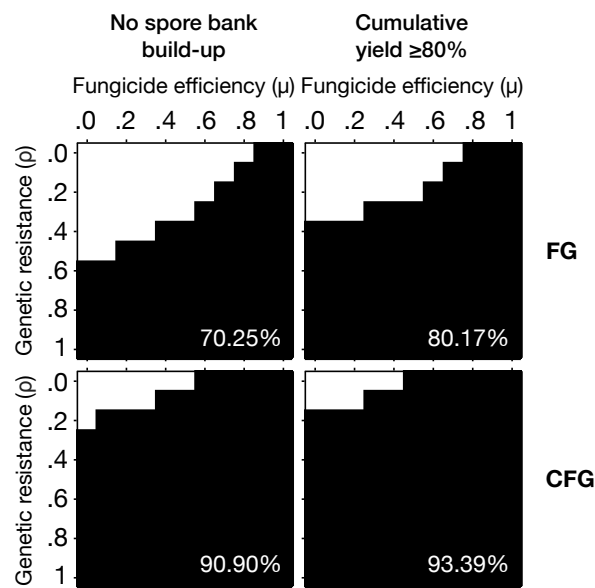 No spore bank
build-up
Cumulative
yield ≥80%
Fungicide efficiency (μ) Fungicide efficiency (μ)
.0 .2 .4 .6 .8 1 .0 .2 .4 .6 .8 1
Genetic resistance (ρ)
.0
.2
.4
.6
.8
1
70.25%
80.17%
FG
Genetic resistance (ρ)
.0
.2
.4
.6
.8
1
90.90%
93.39%
CFG